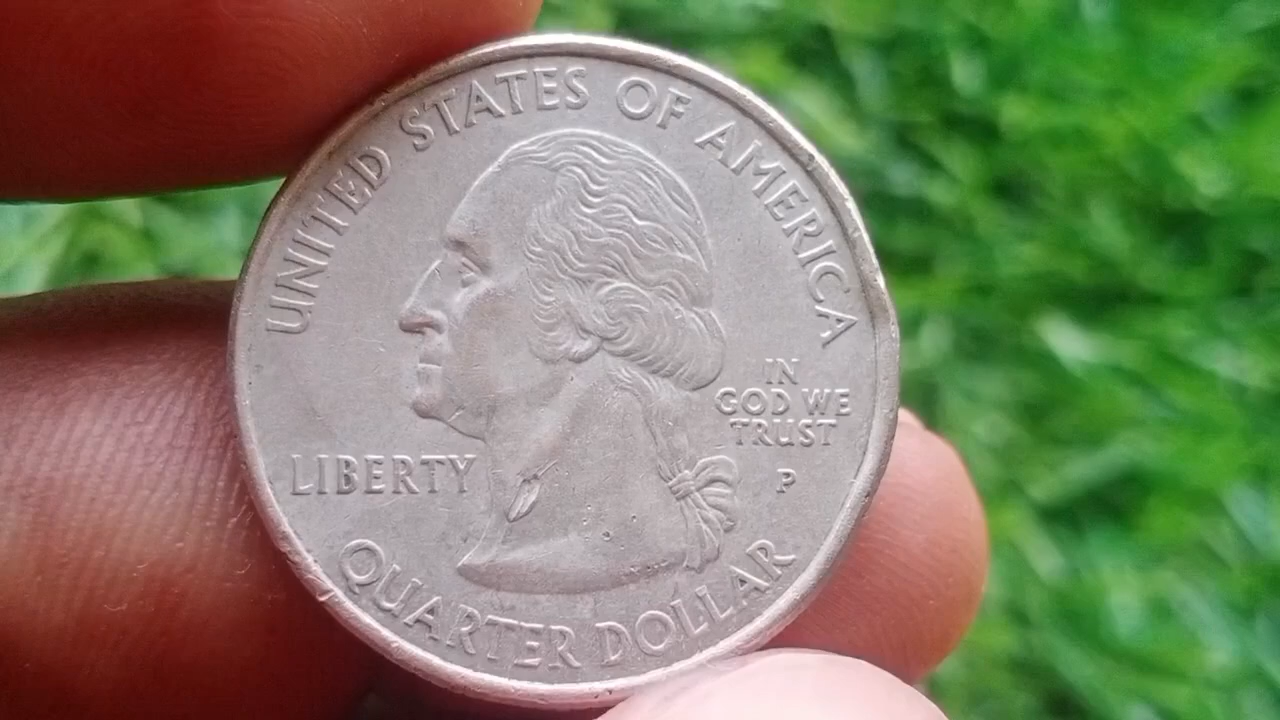 UNITED STATES OF AMERICA
LIBERTY
IN
GOD WE
TRUST
P
QUARTER DOLLAR